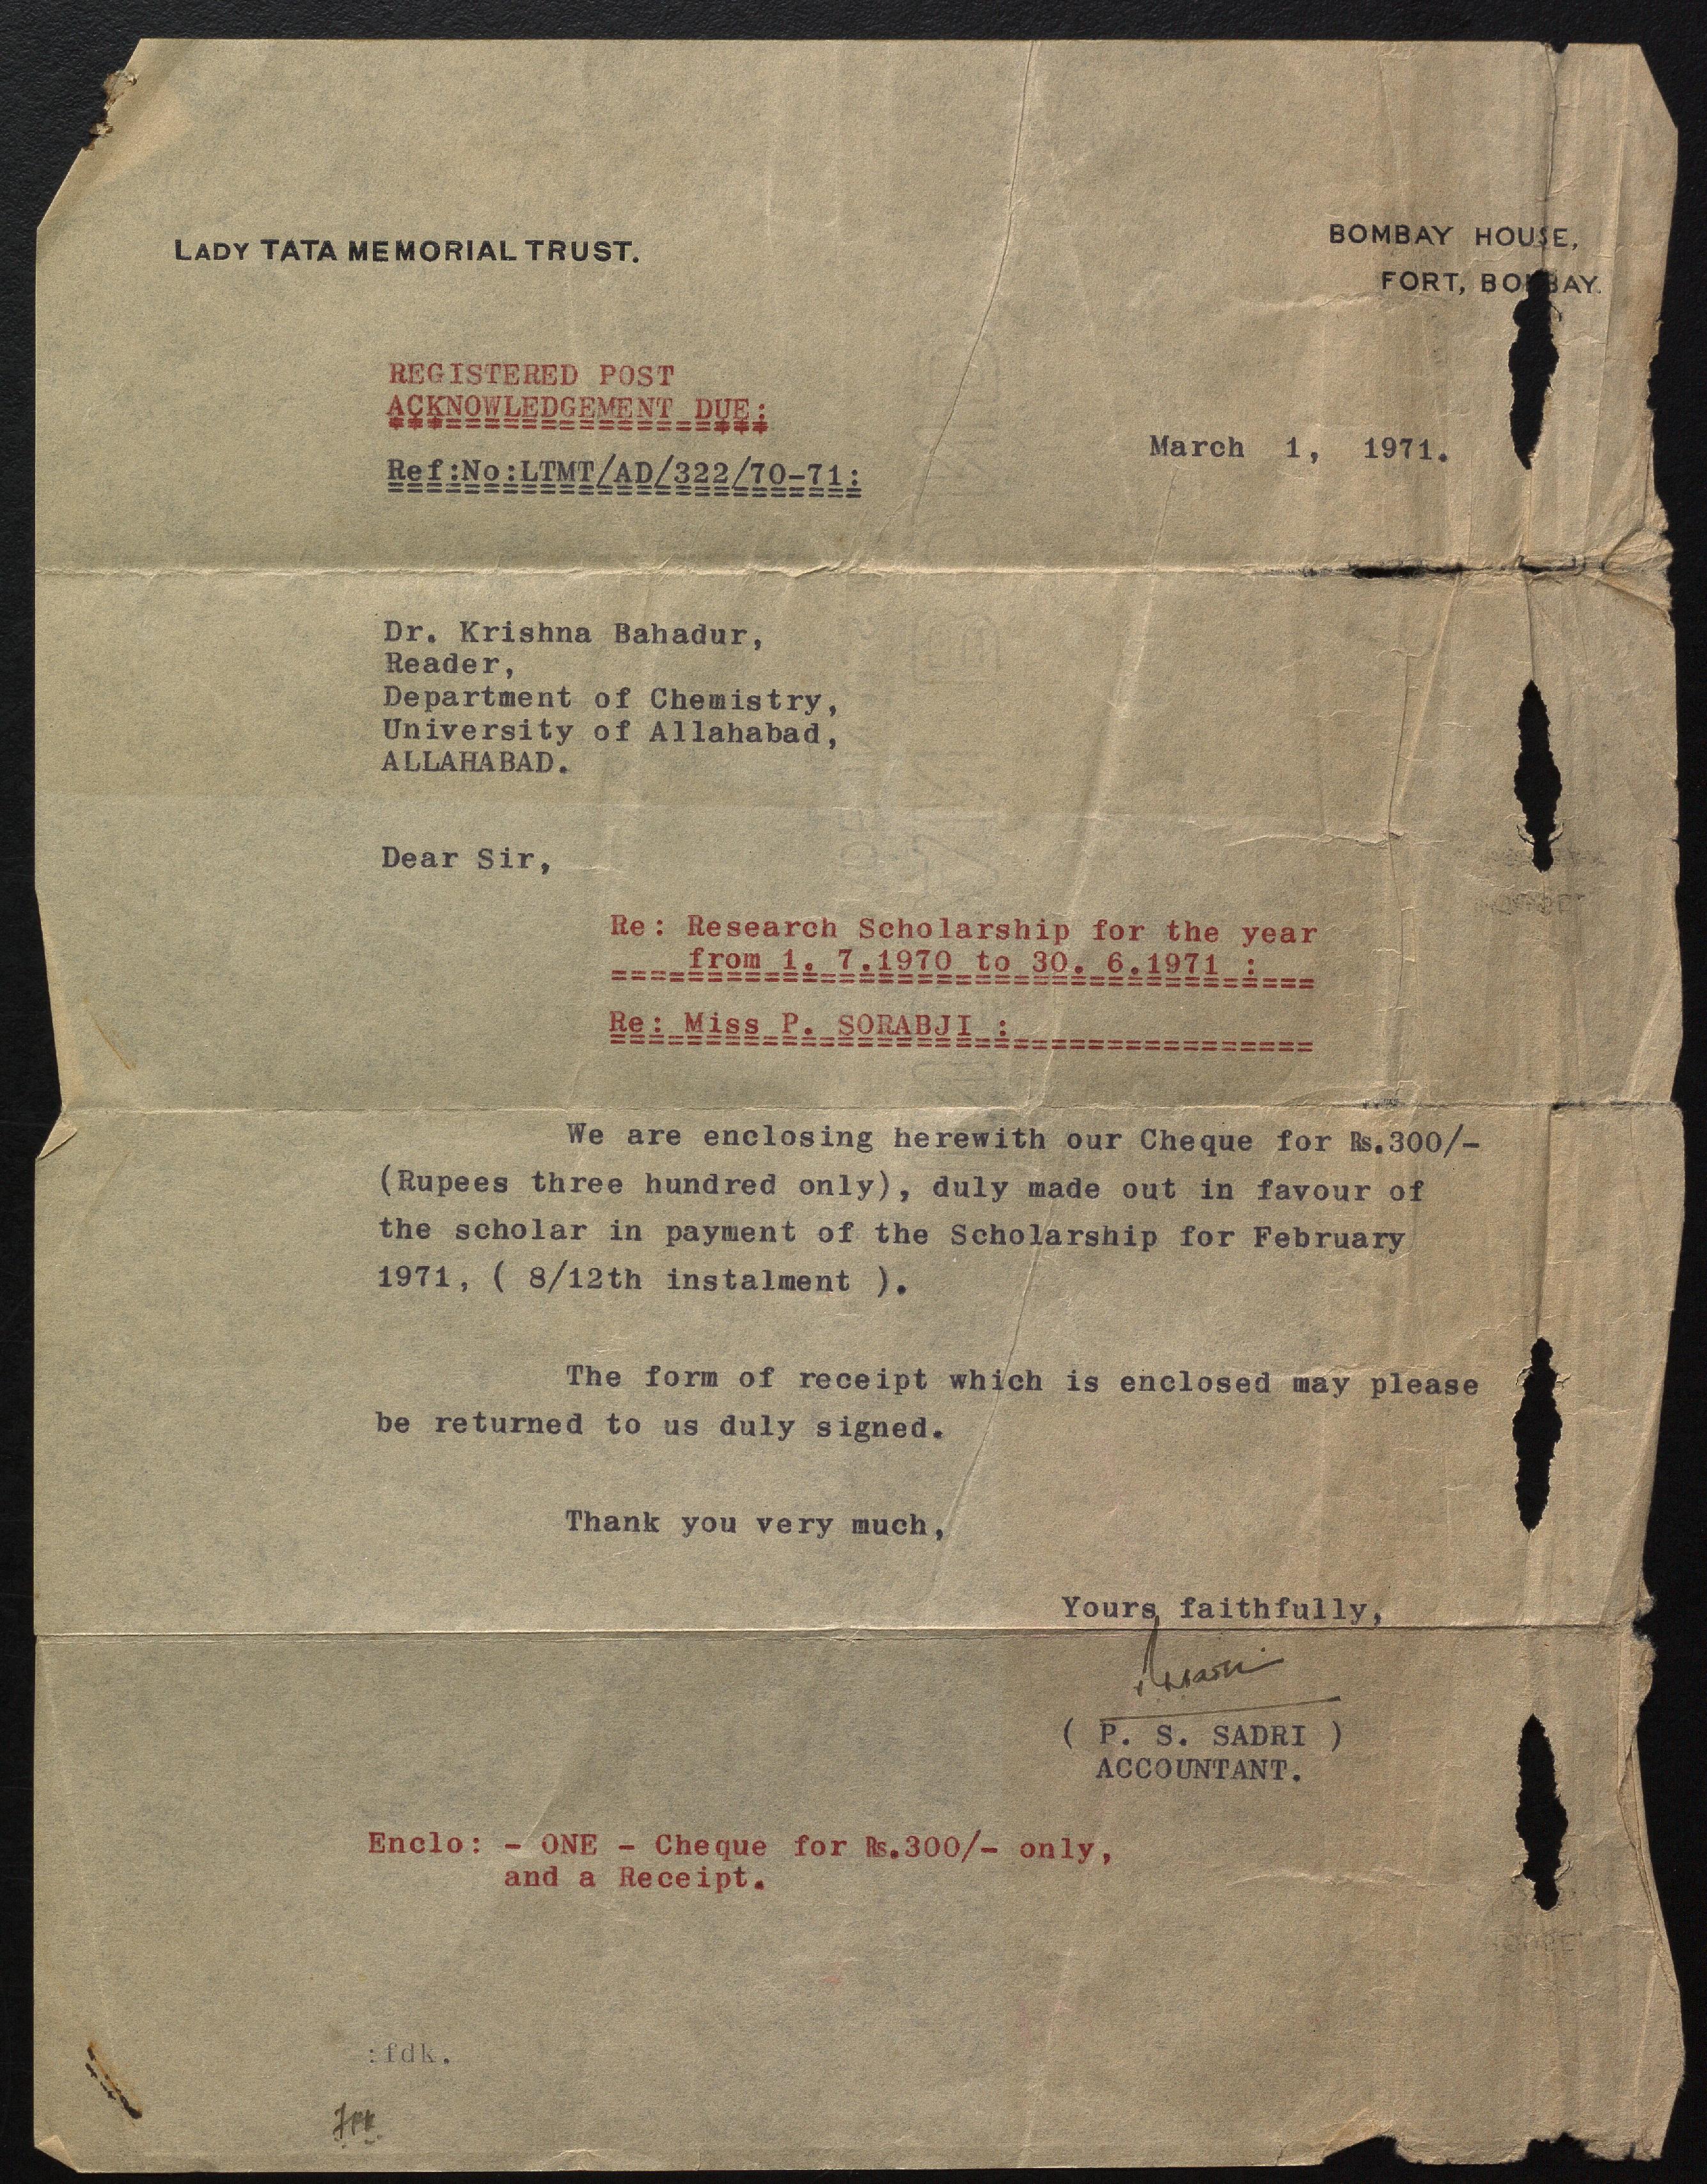 LADY TATA MEMORIAL TRUST.
BOMBAY HOUSE,
FORT, BOMBAY.
REGISTERED POST
ACKNOWLEDGEMENT DUE:
Ref:No:LTMT/AD/322/70-71:
March 1, 1971.
Dr. Krishna Bahadur,
Reader,
Department of Chemistry,
University of Allahabad,
ALLAHABAD.
Dear Sir,
Re: Research Scholarship for the year
from 1. 7.1970 to 30. 6.1971 :
Re: Miss P. SORABJI :
We are enclosing herewith our Cheque for Rs.300/-
(Rupees three hundred only), duly made out in favour of
the scholar in payment of the Scholarship for February
1971, ( 8/12th instalment ).
The form of receipt which is enclosed may please
be returned to us duly signed.
Thank you very much,
Yours faithfully,
( P. S. SADRI )
ACCOUNTANT.
Enclo: - ONE - Cheque for Rs.300/- only,
and a Receipt.
:fdk.